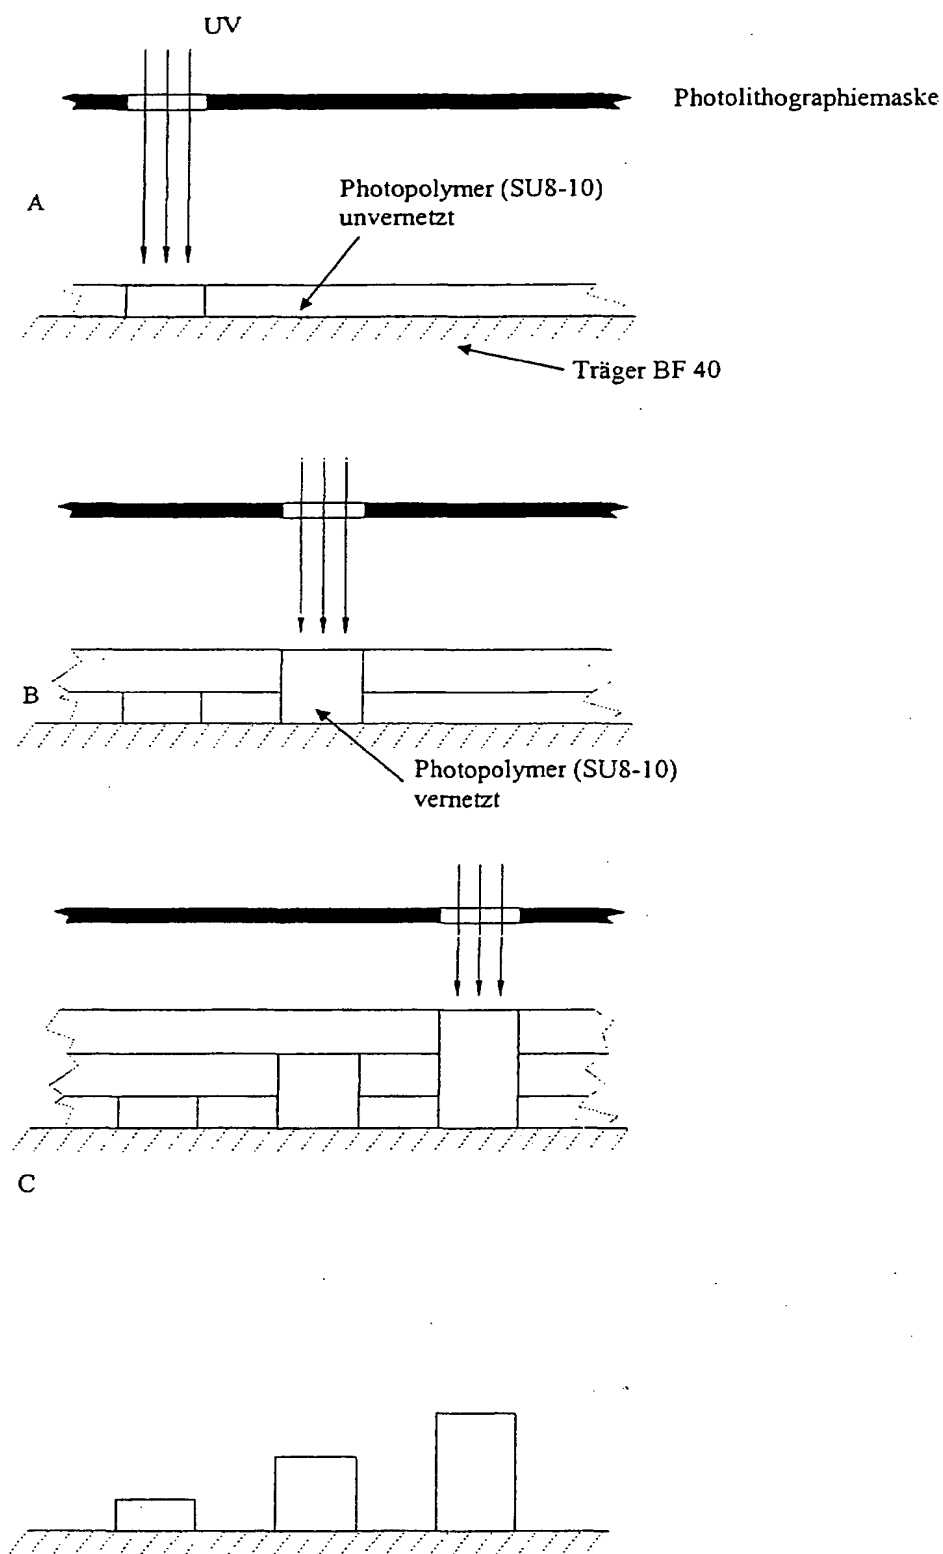 UV
Photolithographiemaske
A
Photopolymer (SU8-10)
unvernetzt
Träger BF 40
B
Photopolymer (SU8-10)
vernetzt
C